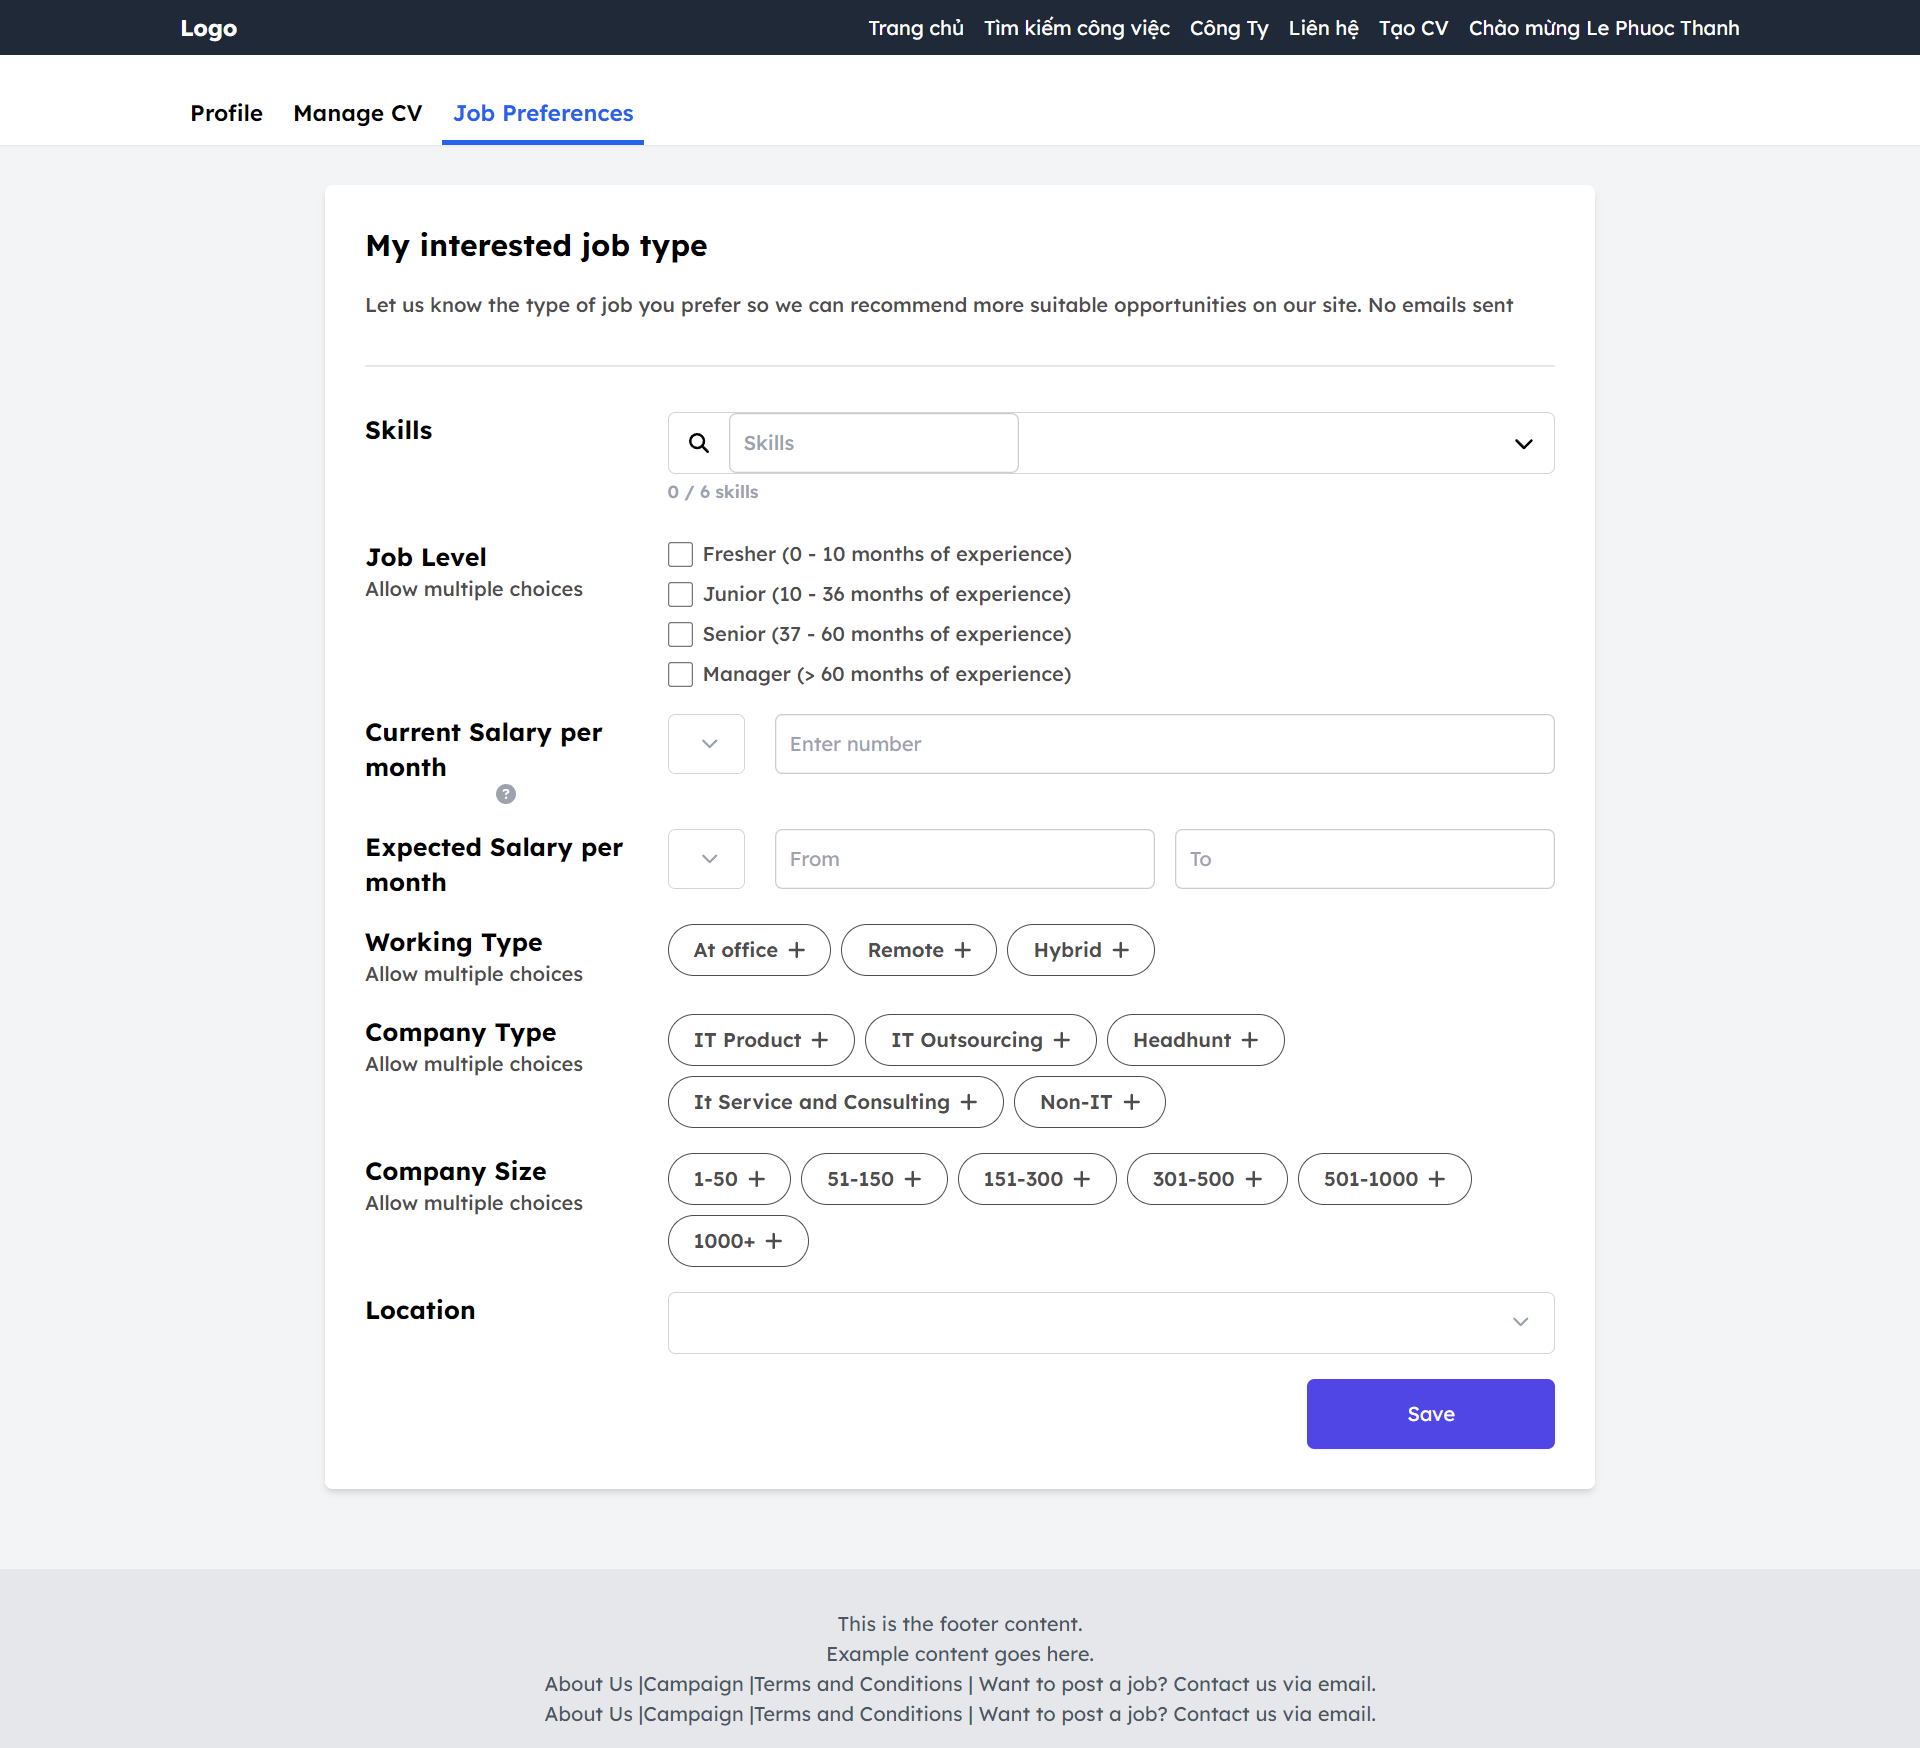 Logo
Trang chủ Tìm kiếm công việc Công Ty Liên hệ Tạo CV Chào mừng Le Phuoc Thanh
Profile Manage CV Job Preferences
My interested job type
Let us know the type of job you prefer so we can recommend more suitable opportunities on our site. No emails sent
Skills
Skills
0 / 6 skills
Job Level
Allow multiple choices
Fresher (0 - 10 months of experience)
Junior (10 - 36 months of experience)
Senior (37 - 60 months of experience)
Manager (> 60 months of experience)
Current Salary per
month
?
Enter number
Expected Salary per
month
From
To
Working Type
Allow multiple choices
At office + Remote + Hybrid +
Company Type
Allow multiple choices
IT Product + IT Outsourcing + Headhunt +
It Service and Consulting + Non-IT +
Company Size
Allow multiple choices
1-50 + 51-150 + 151-300 + 301-500 + 501-1000 +
1000+ +
Location
Save
This is the footer content.
Example content goes here.
About Us |Campaign |Terms and Conditions | Want to post a job? Contact us via email.
About Us |Campaign |Terms and Conditions | Want to post a job? Contact us via email.